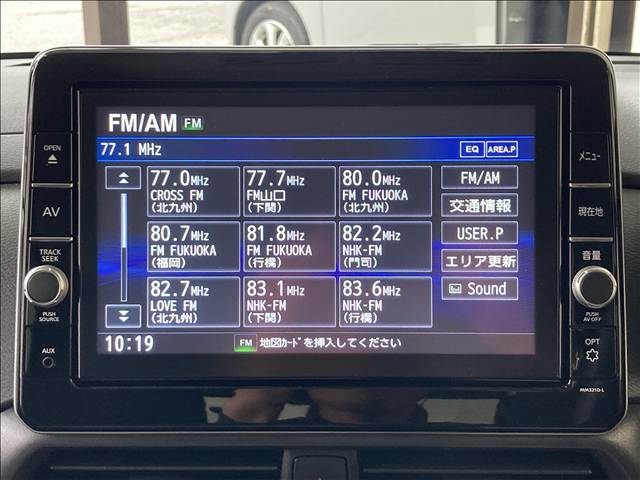 FM/AM FM
77.1 MHz EQ AREA.P
77.0MHz
CROSS FM
(北九州)
77.7MHz
FM山口
(下関)
80.0MHz
FM FUKUOKA
(北九州)
80.7MHz
FM FUKUOKA
(福岡)
81.8MHz
FM FUKUOKA
(行橋)
82.2MHz
NHK-FM
(門司)
82.7MHz
LOVE FM
(北九州)
83.1MHz
NHK-FM
(下関)
83.6MHz
NHK-FM
(行橋)
FM/AM
交通情報
USER.P
エリア更新
Sound
10:19 FM 地図ｶｰﾄﾞを挿入してください
OPEN
AV
TRACK
SEEK
PUSH
SOURCE
AUX
ﾒﾆｭｰ
現在地
音量
PUSH
AV OFF
OPT
MM321D-L